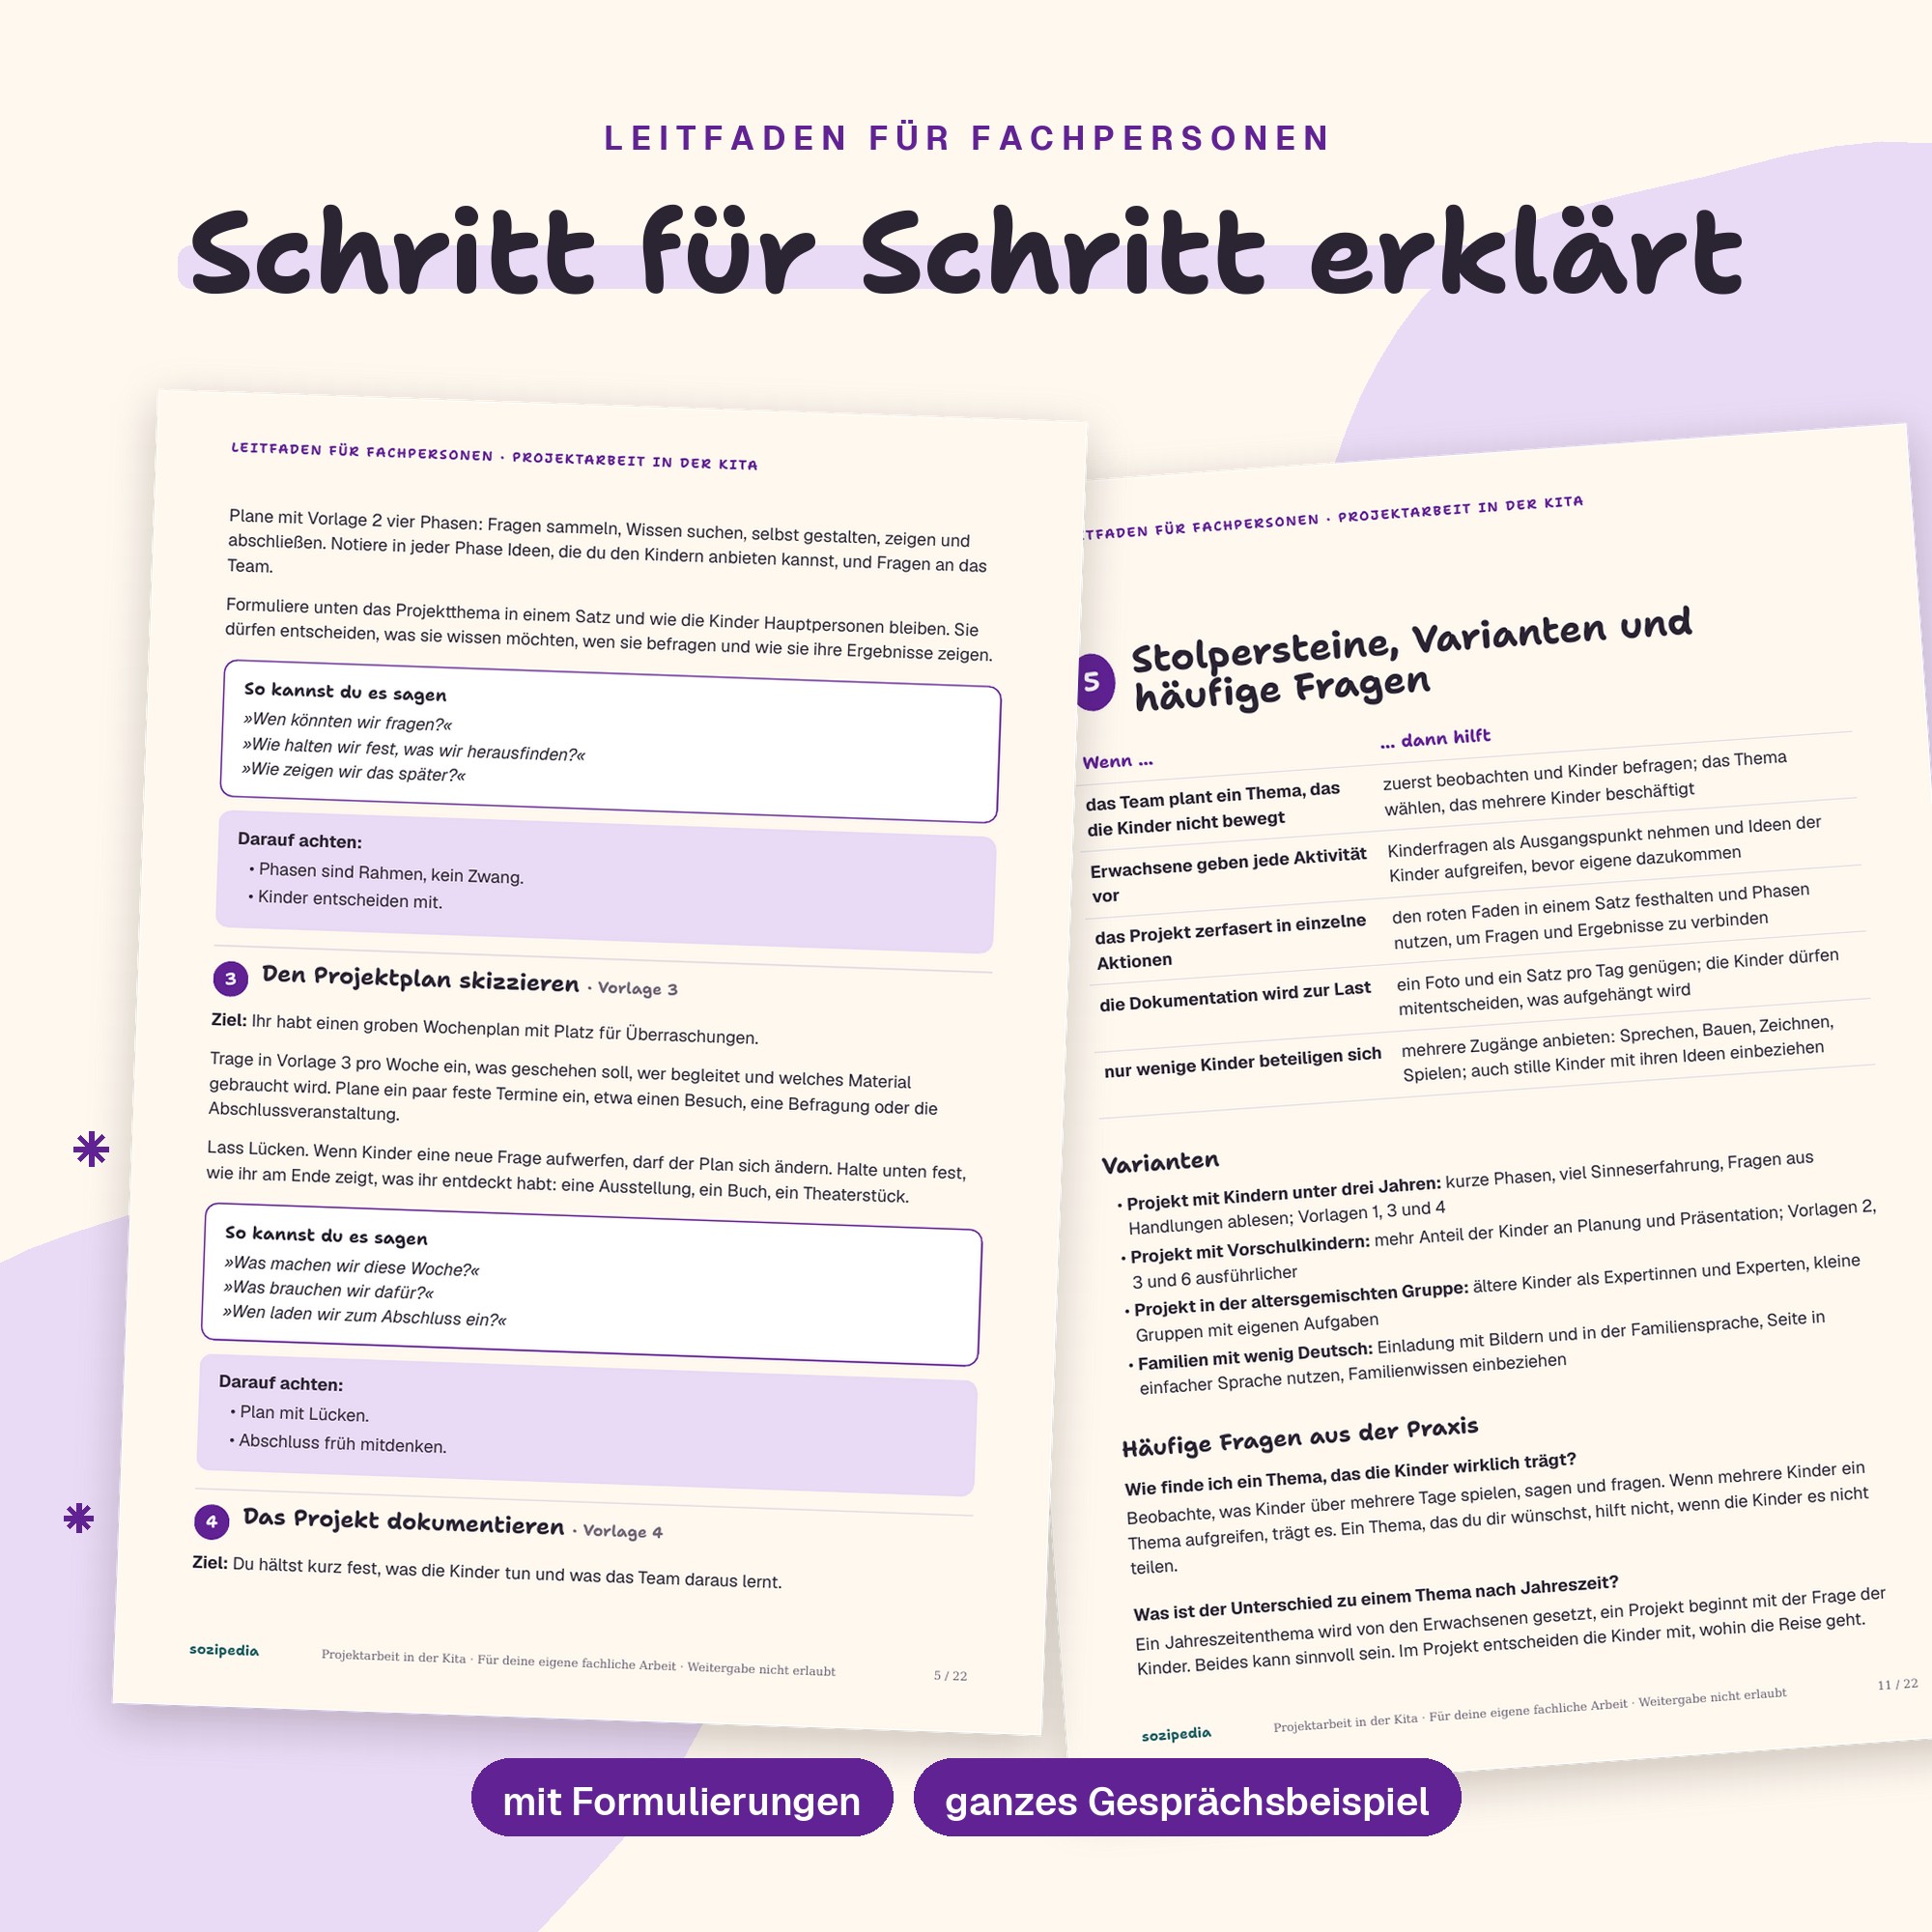 LEITFADEN FÜR FACHPERSONEN
Schritt für Schritt erklärt
LEITFADEN FÜR FACHPERSONEN · PROJEKTARBEIT IN DER KITA
Plane mit Vorlage 2 vier Phasen: Fragen sammeln, Wissen suchen, selbst gestalten, zeigen und
abschließen. Notiere in jeder Phase Ideen, die du den Kindern anbieten kannst, und Fragen an das
Team.
Formuliere unten das Projektthema in einem Satz und wie die Kinder Hauptpersonen bleiben. Sie
dürfen entscheiden, was sie wissen möchten, wen sie befragen und wie sie ihre Ergebnisse zeigen.
So kannst du es sagen
»Wen könnten wir fragen?«
»Wie halten wir fest, was wir herausfinden?«
»Wie zeigen wir das später?«
Darauf achten:
• Phasen sind Rahmen, kein Zwang.
• Kinder entscheiden mit.
3 Den Projektplan skizzieren · Vorlage 3
Ziel: Ihr habt einen groben Wochenplan mit Platz für Überraschungen.
Trage in Vorlage 3 pro Woche ein, was geschehen soll, wer begleitet und welches Material
gebraucht wird. Plane ein paar feste Termine ein, etwa einen Besuch, eine Befragung oder die
Abschlussveranstaltung.
Lass Lücken. Wenn Kinder eine neue Frage aufwerfen, darf der Plan sich ändern. Halte unten fest,
wie ihr am Ende zeigt, was ihr entdeckt habt: eine Ausstellung, ein Buch, ein Theaterstück.
So kannst du es sagen
»Was machen wir diese Woche?«
»Was brauchen wir dafür?«
»Wen laden wir zum Abschluss ein?«
Darauf achten:
• Plan mit Lücken.
• Abschluss früh mitdenken.
4 Das Projekt dokumentieren · Vorlage 4
Ziel: Du hältst kurz fest, was die Kinder tun und was das Team daraus lernt.
sozipedia Projektarbeit in der Kita · Für deine eigene fachliche Arbeit · Weitergabe nicht erlaubt 5 / 22
TFADEN FÜR FACHPERSONEN · PROJEKTARBEIT IN DER KITA
5 Stolpersteine, Varianten und
häufige Fragen
Wenn ... ... dann hilft
das Team plant ein Thema, das
die Kinder nicht bewegt
zuerst beobachten und Kinder befragen; das Thema
wählen, das mehrere Kinder beschäftigt
Erwachsene geben jede Aktivität
vor
Kinderfragen als Ausgangspunkt nehmen und Ideen der
Kinder aufgreifen, bevor eigene dazukommen
das Projekt zerfasert in einzelne
Aktionen
den roten Faden in einem Satz festhalten und Phasen
nutzen, um Fragen und Ergebnisse zu verbinden
die Dokumentation wird zur Last
ein Foto und ein Satz pro Tag genügen; die Kinder dürfen
mitentscheiden, was aufgehängt wird
nur wenige Kinder beteiligen sich
mehrere Zugänge anbieten: Sprechen, Bauen, Zeichnen,
Spielen; auch stille Kinder mit ihren Ideen einbeziehen
Varianten
• Projekt mit Kindern unter drei Jahren: kurze Phasen, viel Sinneserfahrung, Fragen aus
Handlungen ablesen; Vorlagen 1, 3 und 4
• Projekt mit Vorschulkindern: mehr Anteil der Kinder an Planung und Präsentation; Vorlagen 2,
3 und 6 ausführlicher
• Projekt in der altersgemischten Gruppe: ältere Kinder als Expertinnen und Experten, kleine
Gruppen mit eigenen Aufgaben
• Familien mit wenig Deutsch: Einladung mit Bildern und in der Familiensprache, Seite in
einfacher Sprache nutzen, Familienwissen einbeziehen
Häufige Fragen aus der Praxis
Wie finde ich ein Thema, das die Kinder wirklich trägt?
Beobachte, was Kinder über mehrere Tage spielen, sagen und fragen. Wenn mehrere Kinder ein
Thema aufgreifen, trägt es. Ein Thema, das du dir wünschst, hilft nicht, wenn die Kinder es nicht
teilen.
Was ist der Unterschied zu einem Thema nach Jahreszeit?
Ein Jahreszeitenthema wird von den Erwachsenen gesetzt, ein Projekt beginnt mit der Frage der
Kinder. Beides kann sinnvoll sein. Im Projekt entscheiden die Kinder mit, wohin die Reise geht.
sozipedia Projektarbeit in der Kita · Für deine eigene fachliche Arbeit · Weitergabe nicht erlaubt 11 / 22
mit Formulierungen
ganzes Gesprächsbeispiel